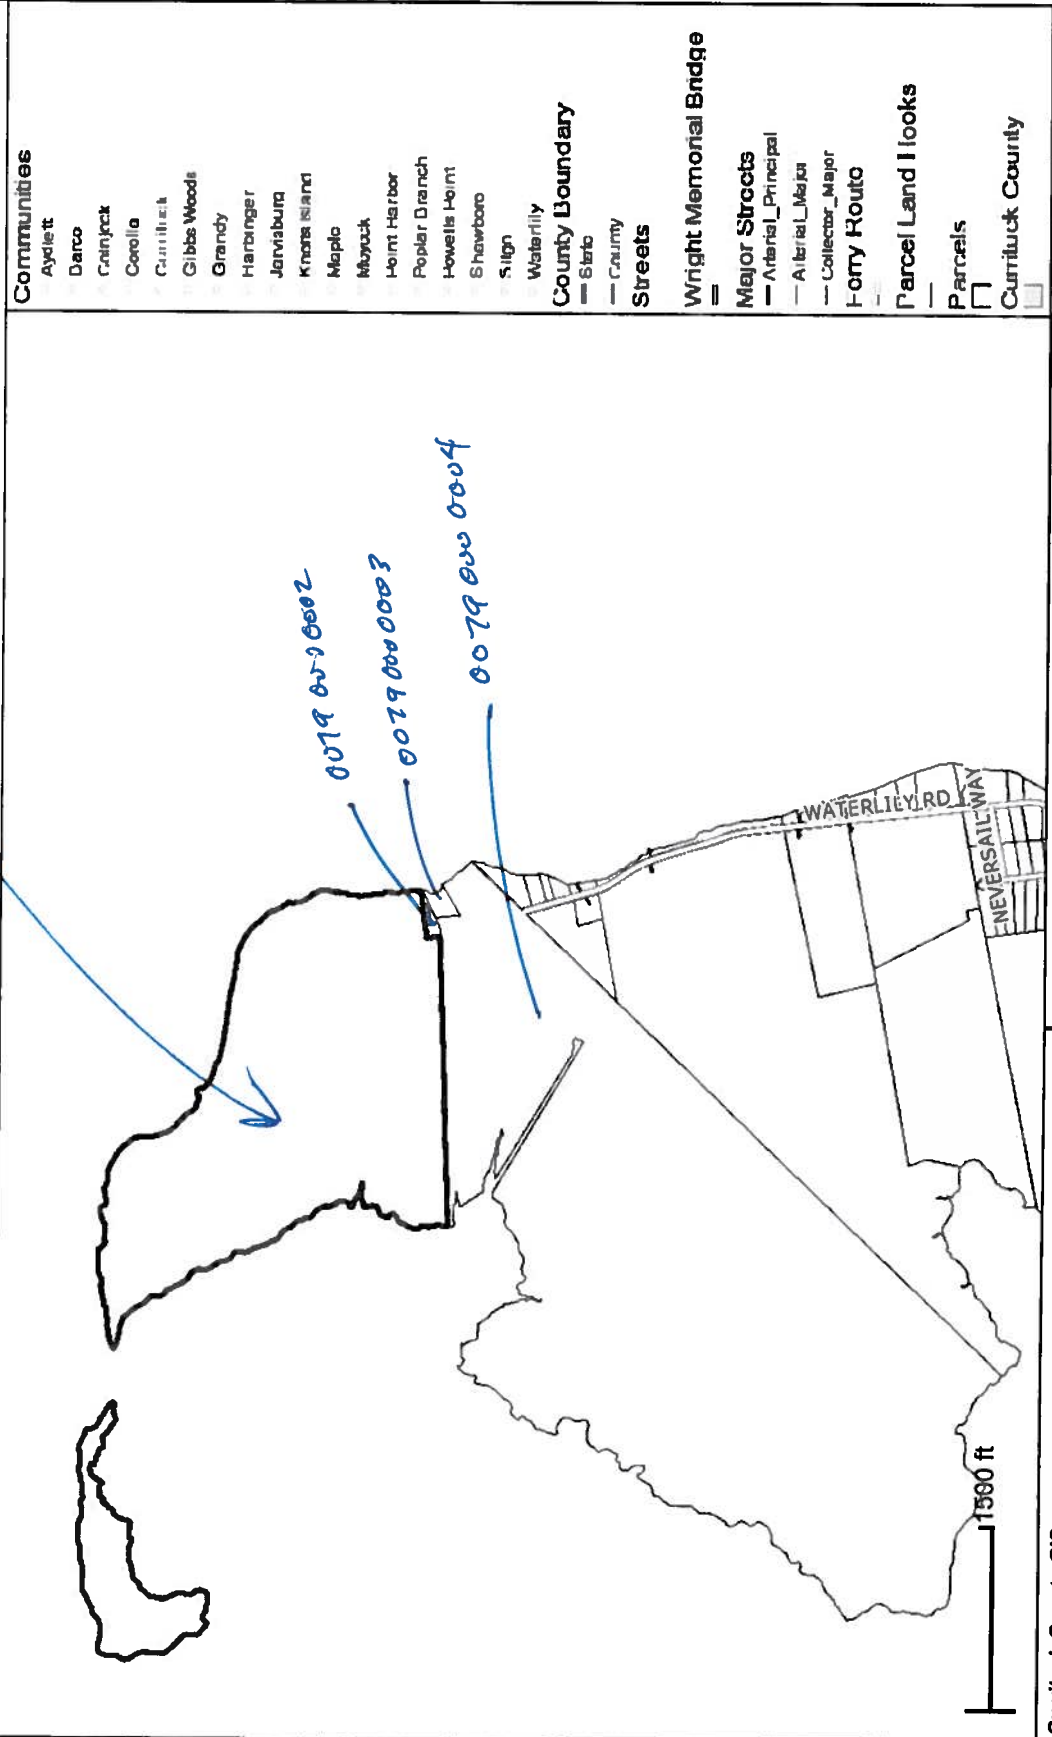 Communities
Aydlett
Barco
Coinjock
Corolla
Currituck
Gibbs Woods
Grandy
Harbinger
Jarvisburg
Knotts Island
Maple
Moyock
Point Harbor
Poplar Branch
Powells Point
Shawboro
Sligo
Waterlily
County Boundary
State
County
Streets
Wright Memorial Bridge
Major Streets
Arterial_Principal
Arterial_Major
Collector_Major
Ferry Route
Parcel Land Hooks
Parcels
Currituck County
0079 000 0002
0079 000 0003
0079 000 0004
WATERLILY RD
NEVERSAIL WAY
1500 ft